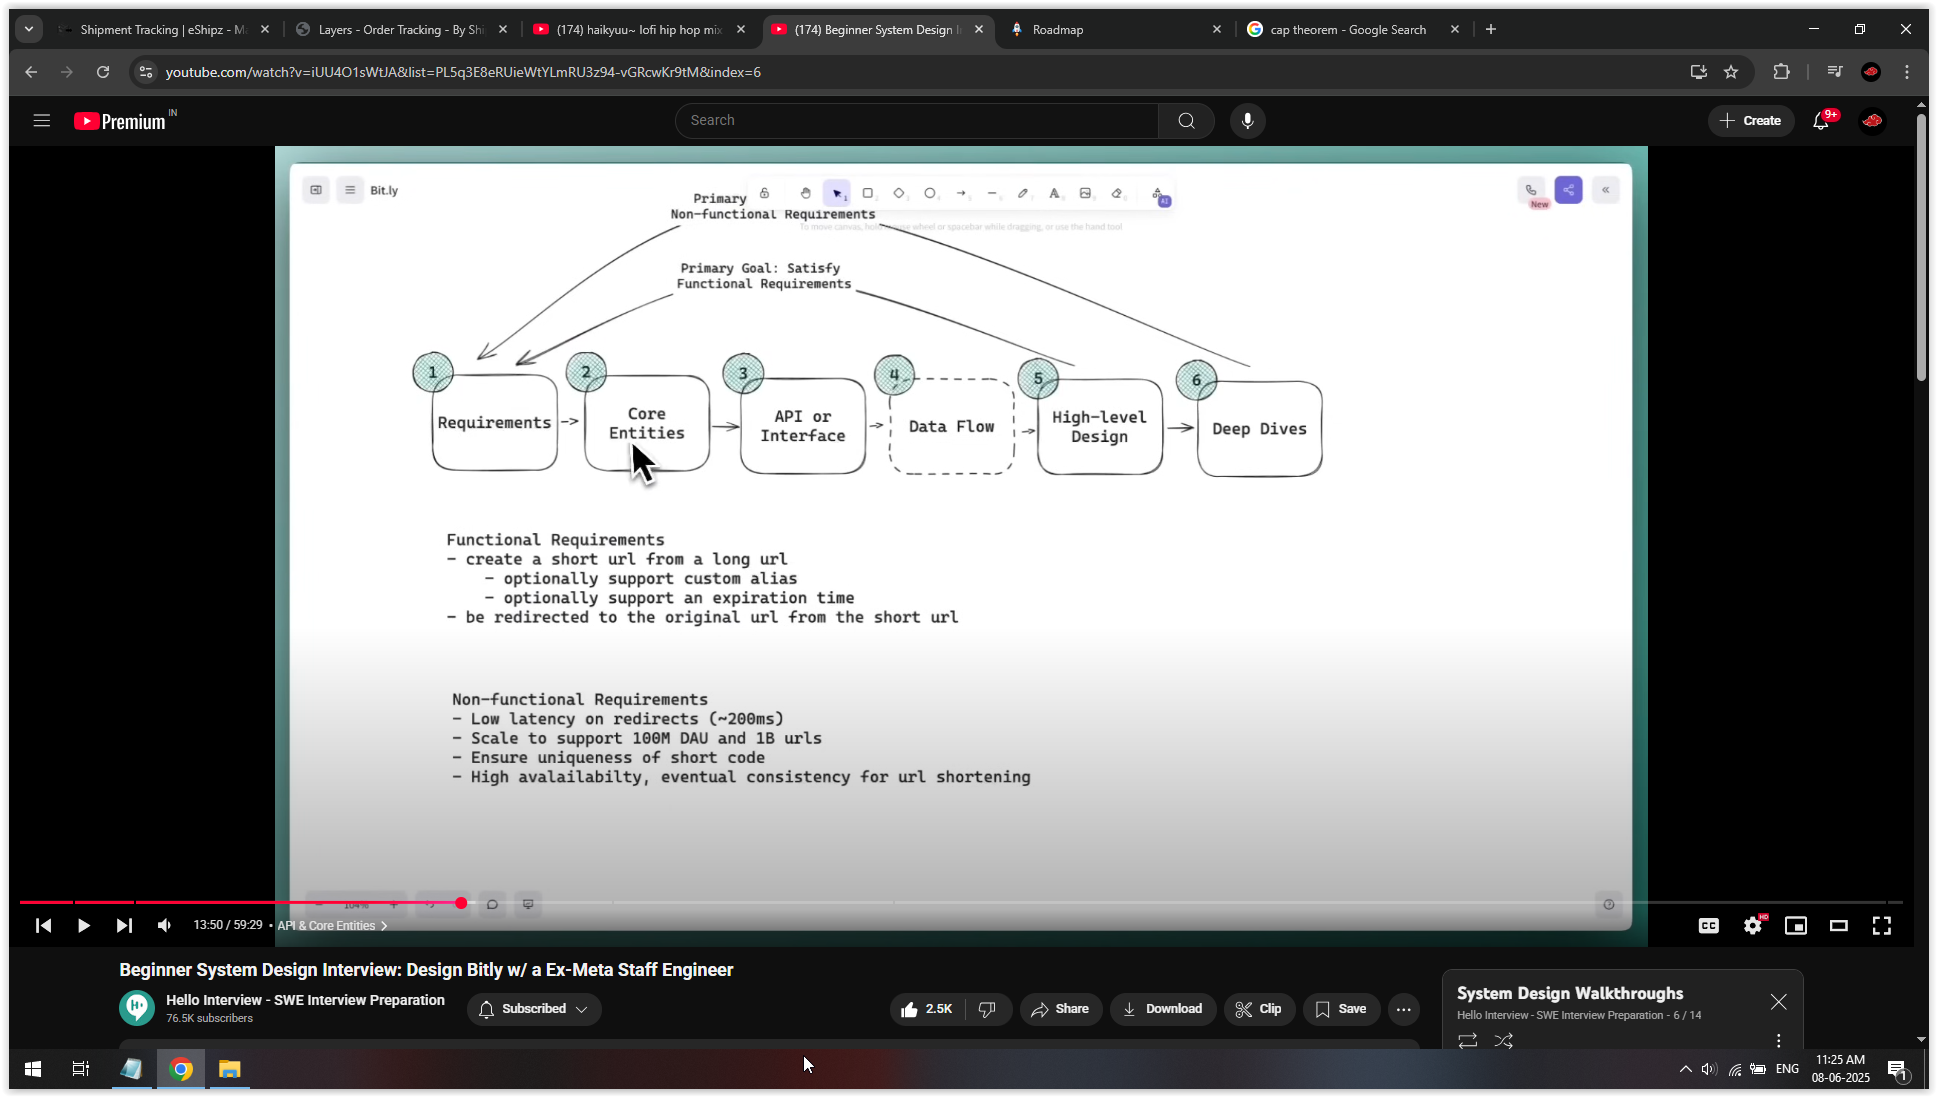 Shipment Tracking | eShipz - Ma
Layers - Order Tracking - By Shi
(174) haikyuu~ lofi hip hop mix
(174) Beginner System Design I
Roadmap
cap theorem - Google Search
youtube.com/watch?v=iUU4O1sWtJA&list=PL5q3E8eRUieWtYLmRU3z94-vGRcwKr9tM&index=6
Premium IN
Search
Create
9+
Bit.ly
New
AI
Primary
Non-functional Requirements
To move canvas, hold mouse wheel or spacebar while dragging, or use the hand tool
Primary Goal: Satisfy
Functional Requirements
1
2
3
4
5
6
Requirements
Core
Entities
API or
Interface
Data Flow
High-level
Design
Deep Dives
Functional Requirements
- create a short url from a long url
- optionally support custom alias
- optionally support an expiration time
- be redirected to the original url from the short url
Non-functional Requirements
- Low latency on redirects (~200ms)
- Scale to support 100M DAU and 1B urls
- Ensure uniqueness of short code
- High avalailabilty, eventual consistency for url shortening
104%
13:50 / 59:29 • API & Core Entities
CC
HD
Beginner System Design Interview: Design Bitly w/ a Ex-Meta Staff Engineer
Hello Interview - SWE Interview Preparation
76.5K subscribers
Subscribed
2.5K
Share
Download
Clip
Save
System Design Walkthroughs
Hello Interview - SWE Interview Preparation - 6 / 14
ENG
11:25 AM
08-06-2025
1